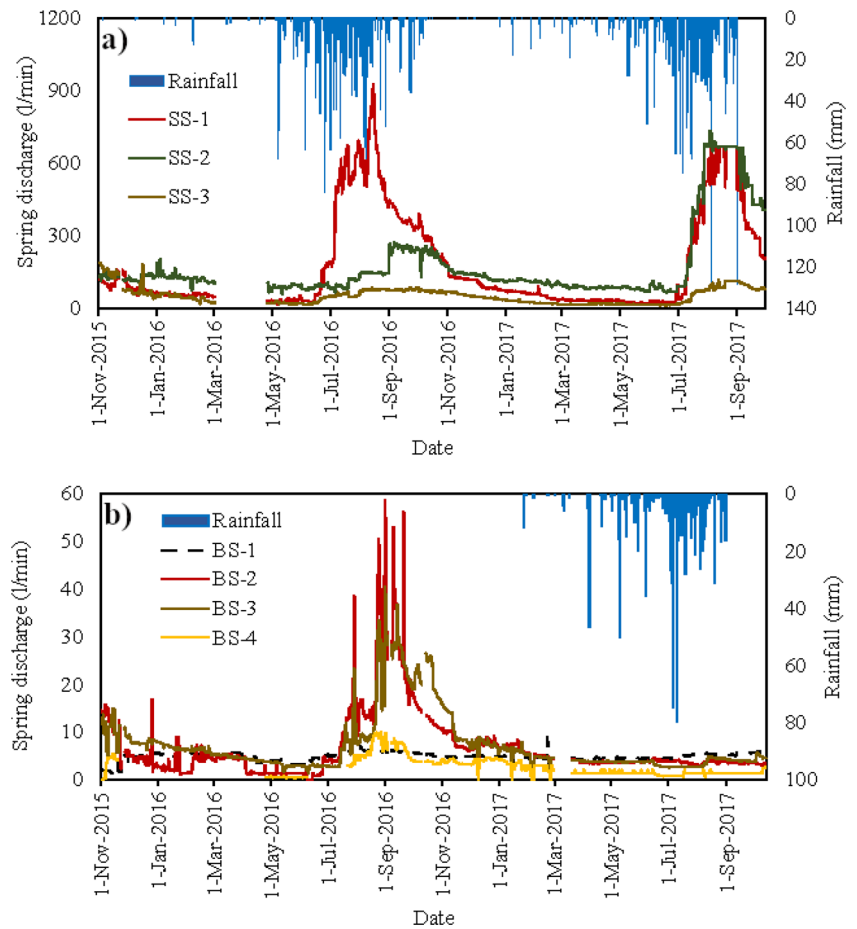 a)
Spring discharge (l/min)
1200
900
600
300
0
Rainfall
SS-1
SS-2
SS-3
0
20
40
60
80
100
120
140
Rainfall (mm)
1-Nov-2015
1-Jan-2016
1-Mar-2016
1-May-2016
1-Jul-2016
1-Sep-2016
1-Nov-2016
1-Jan-2017
1-Mar-2017
1-May-2017
1-Jul-2017
1-Sep-2017
Date
b)
Spring discharge (l/min)
60
50
40
30
20
10
0
Rainfall
BS-1
BS-2
BS-3
BS-4
0
20
40
60
80
100
Rainfall (mm)
1-Nov-2015
1-Jan-2016
1-Mar-2016
1-May-2016
1-Jul-2016
1-Sep-2016
1-Nov-2016
1-Jan-2017
1-Mar-2017
1-May-2017
1-Jul-2017
1-Sep-2017
Date